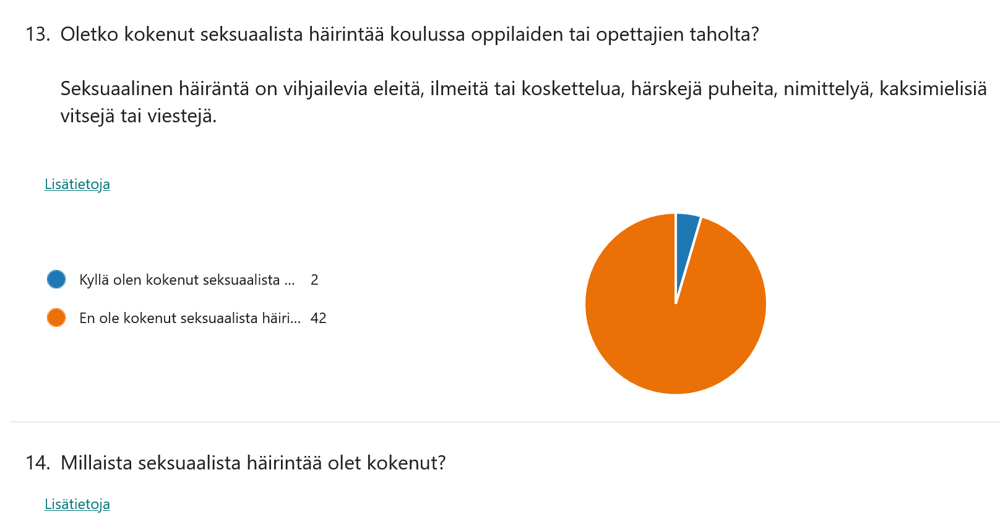 13. Oletko kokenut seksuaalista häirintää koulussa oppilaiden tai opettajien taholta?
Seksuaalinen häiräntä on vihjailevia eleitä, ilmeitä tai koskettelua, härskejä puheita, nimittelyä, kaksimielisiä
vitsejä tai viestejä.
Lisätietoja
Kyllä olen kokenut seksuaalista ... 2
En ole kokenut seksuaalista häiri... 42
14. Millaista seksuaalista häirintää olet kokenut?
Lisätietoja